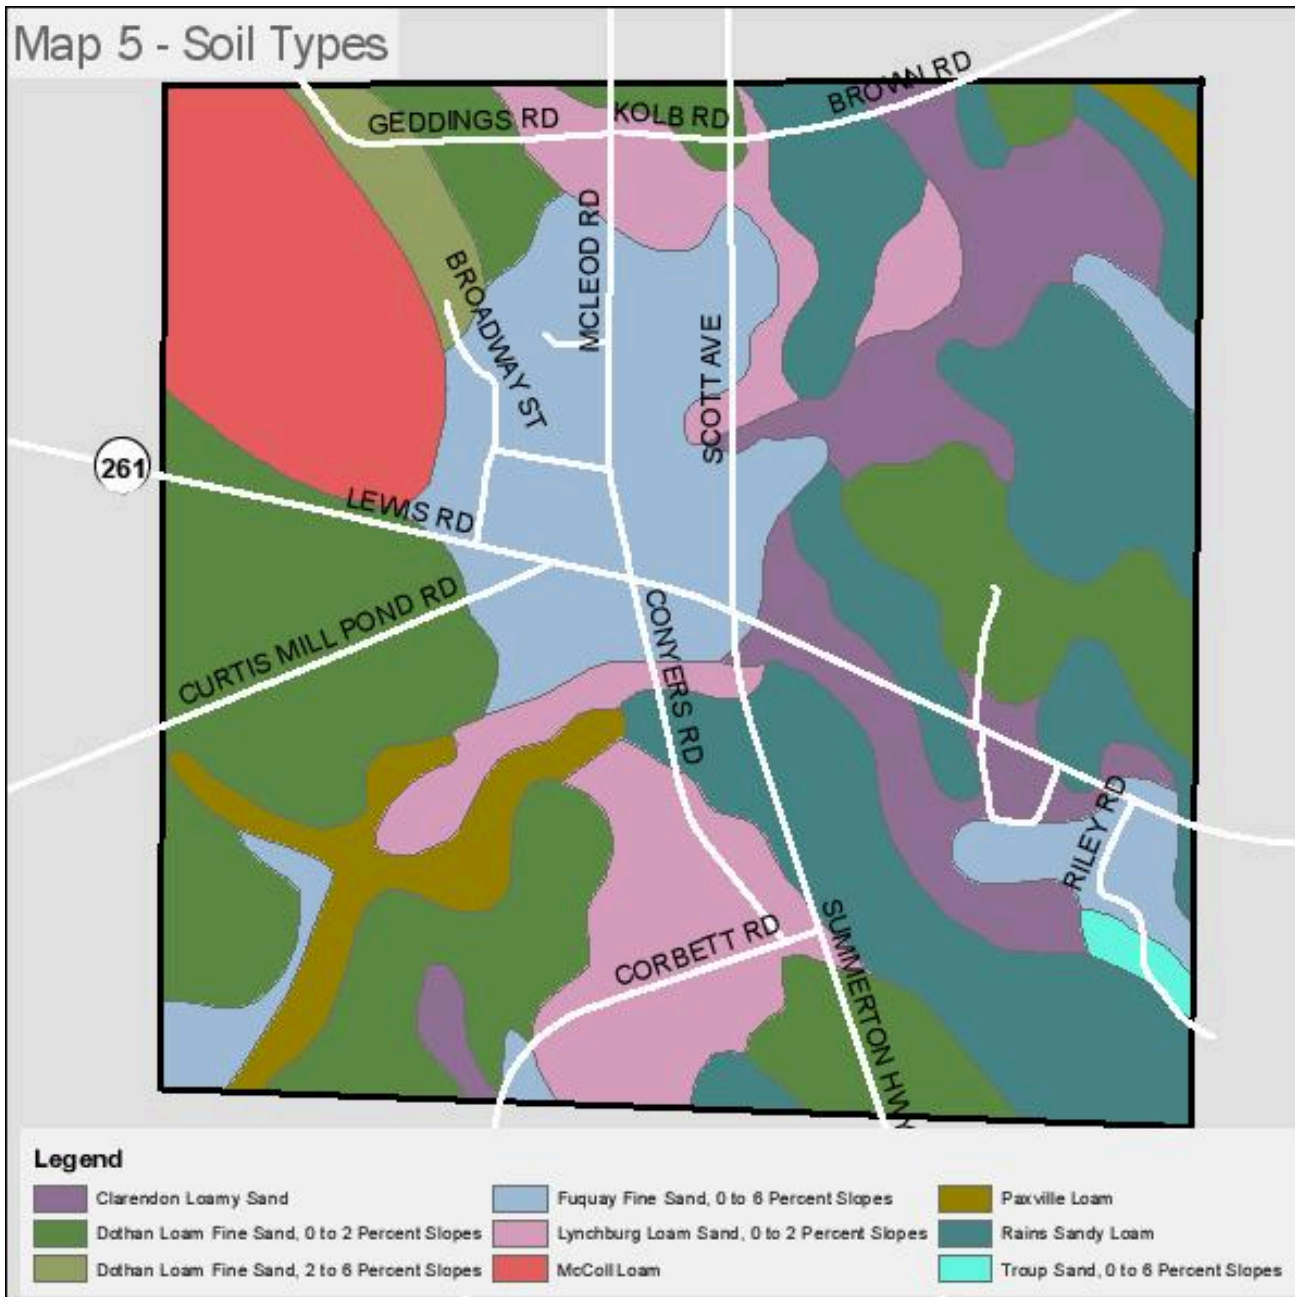 Map 5 - Soil Types
BROWN RD
GEDDINGS RD
KOLB RD
MCLEOD RD
BROADWAY ST
SCOTT AVE
261
LEWIS RD
CURTIS MILL POND RD
CONYERS RD
RILEY RD
CORBETT RD
SUMMERTON HWY
Legend
Clarendon Loamy Sand
Dothan Loam Fine Sand, 0 to 2 Percent Slopes
Dothan Loam Fine Sand, 2 to 6 Percent Slopes
Fuquay Fine Sand, 0 to 6 Percent Slopes
Lynchburg Loam Sand, 0 to 2 Percent Slopes
McColl Loam
Paxville Loam
Rains Sandy Loam
Troup Sand, 0 to 6 Percent Slopes